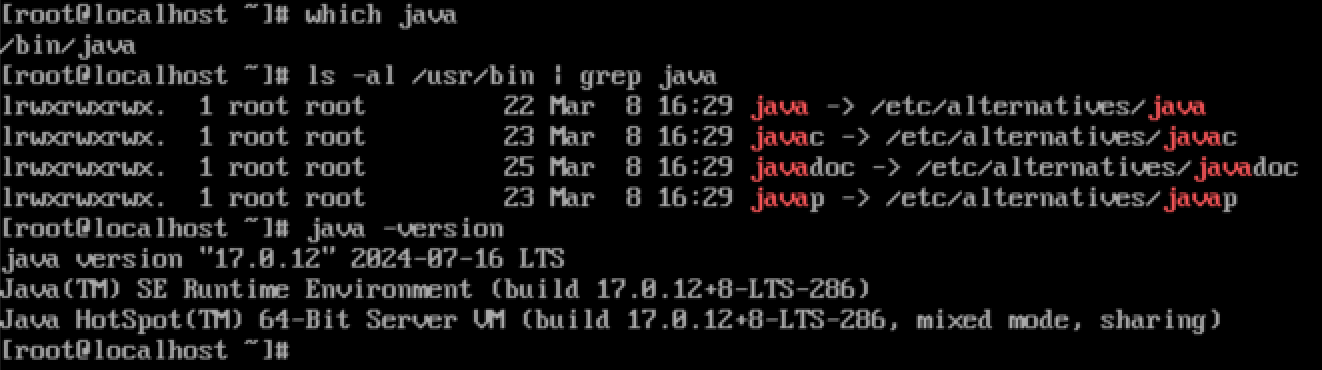 [root@localhost ~]# which java
/bin/java
[root@localhost ~]# ls -al /usr/bin | grep java
lrwxrwxrwx.  1 root root         22 Mar  8 16:29 java -> /etc/alternatives/java
lrwxrwxrwx.  1 root root         23 Mar  8 16:29 javac -> /etc/alternatives/javac
lrwxrwxrwx.  1 root root         25 Mar  8 16:29 javadoc -> /etc/alternatives/javadoc
lrwxrwxrwx.  1 root root         23 Mar  8 16:29 javap -> /etc/alternatives/javap
[root@localhost ~]# java -version
java version "17.0.12" 2024-07-16 LTS
Java(TM) SE Runtime Environment (build 17.0.12+8-LTS-286)
Java HotSpot(TM) 64-Bit Server VM (build 17.0.12+8-LTS-286, mixed mode, sharing)
[root@localhost ~]#